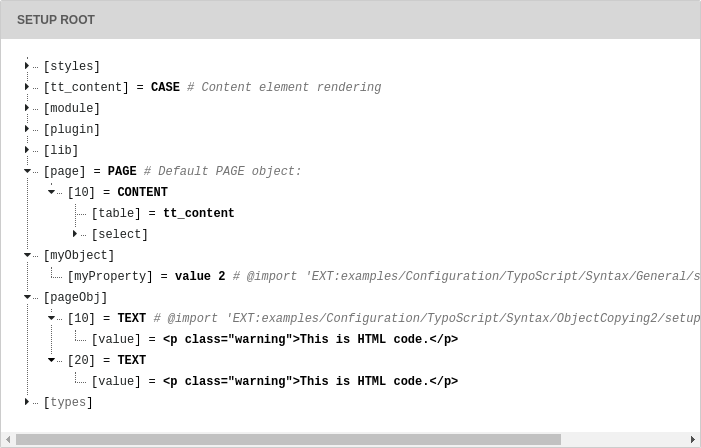 SETUP ROOT
[styles]
[tt_content] = CASE # Content element rendering
[module]
[plugin]
[lib]
[page] = PAGE # Default PAGE object:
[10] = CONTENT
[table] = tt_content
[select]
[myObject]
[myProperty] = value 2 # @import 'EXT:examples/Configuration/TypoScript/Syntax/General/s
[pageObj]
[10] = TEXT # @import 'EXT:examples/Configuration/TypoScript/Syntax/ObjectCopying2/setup
[value] = <p class="warning">This is HTML code.</p>
[20] = TEXT
[value] = <p class="warning">This is HTML code.</p>
[types]